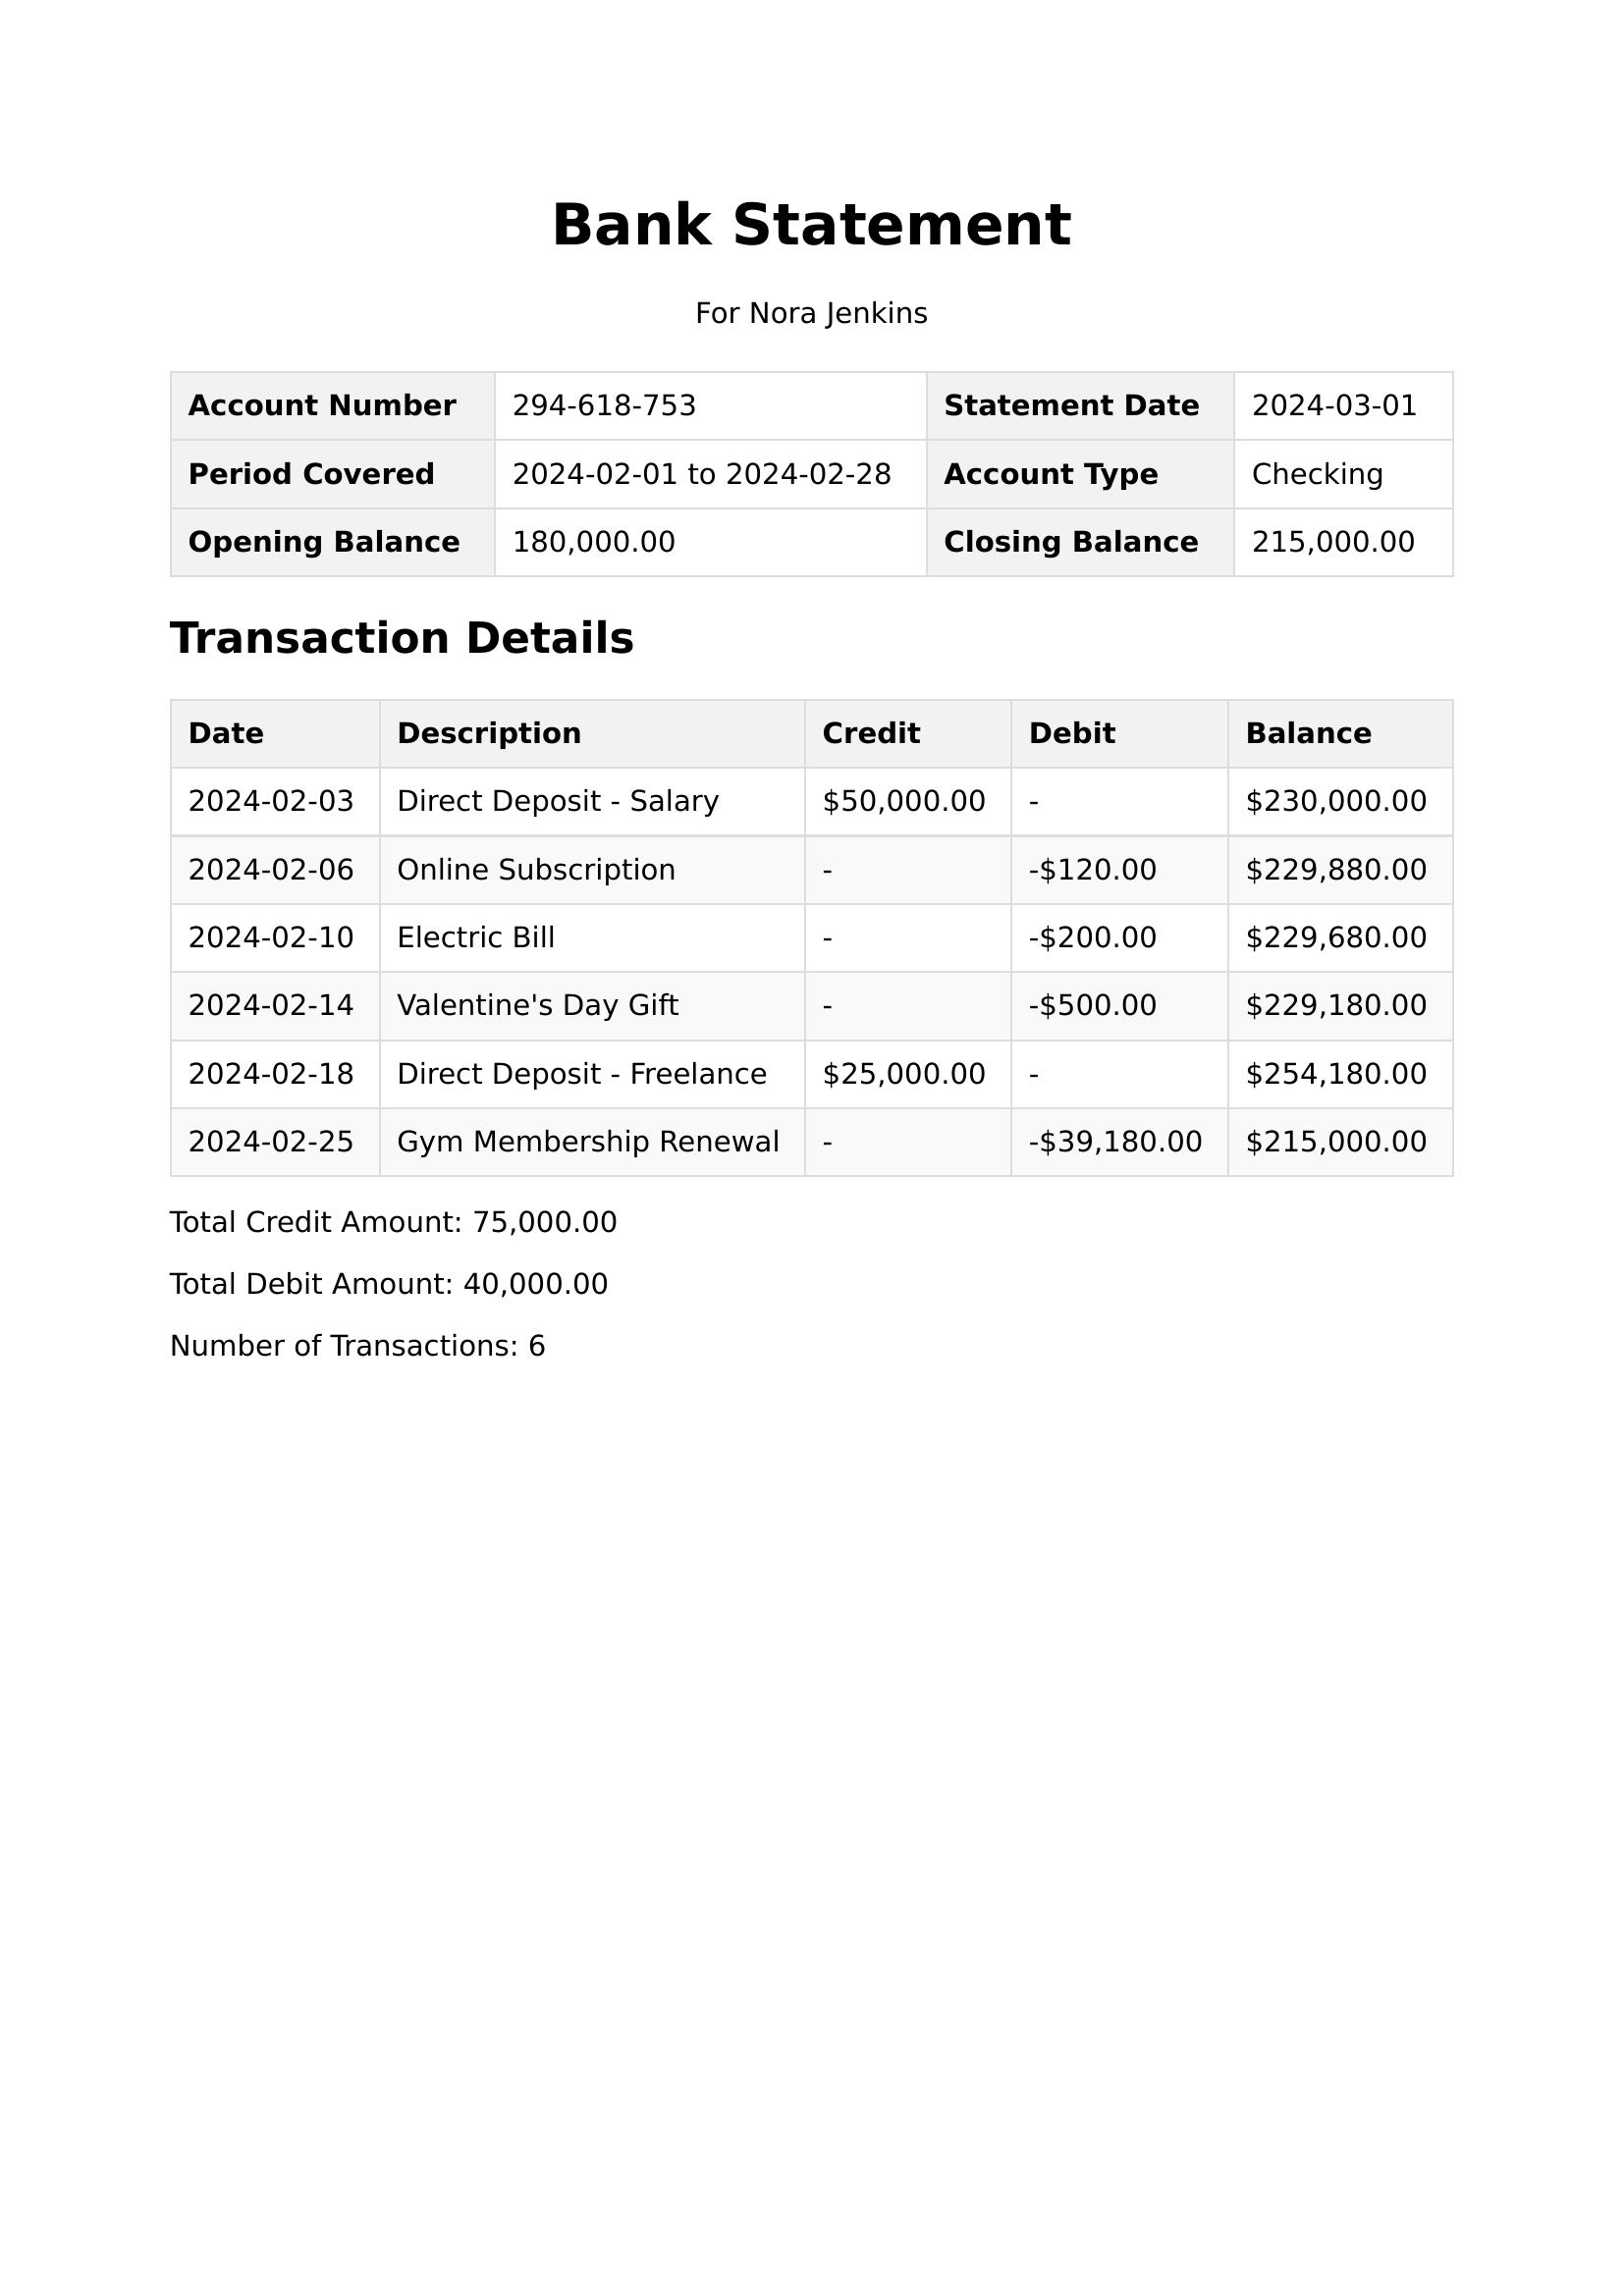 Bank Statement
For Nora Jenkins
Account Number 294-618-753 Statement Date 2024-03-01
Period Covered 2024-02-01 to 2024-02-28 Account Type Checking
Opening Balance 180,000.00 Closing Balance 215,000.00
Transaction Details
Date Description Credit Debit Balance
2024-02-03 Direct Deposit - Salary $50,000.00 - $230,000.00
2024-02-06 Online Subscription - -$120.00 $229,880.00
2024-02-10 Electric Bill - -$200.00 $229,680.00
2024-02-14 Valentine's Day Gift - -$500.00 $229,180.00
2024-02-18 Direct Deposit - Freelance $25,000.00 - $254,180.00
2024-02-25 Gym Membership Renewal - -$39,180.00 $215,000.00
Total Credit Amount: 75,000.00
Total Debit Amount: 40,000.00
Number of Transactions: 6